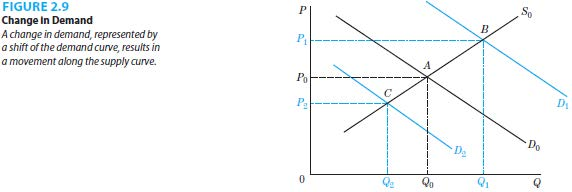 FIGURE 2.9
Change in Demand
A change in demand, represented by
a shift of the demand curve, results in
a movement along the supply curve.
P
S0
B
P1
A
P0
C
P2
D1
D0
D2
0
Q2
Q0
Q1
Q